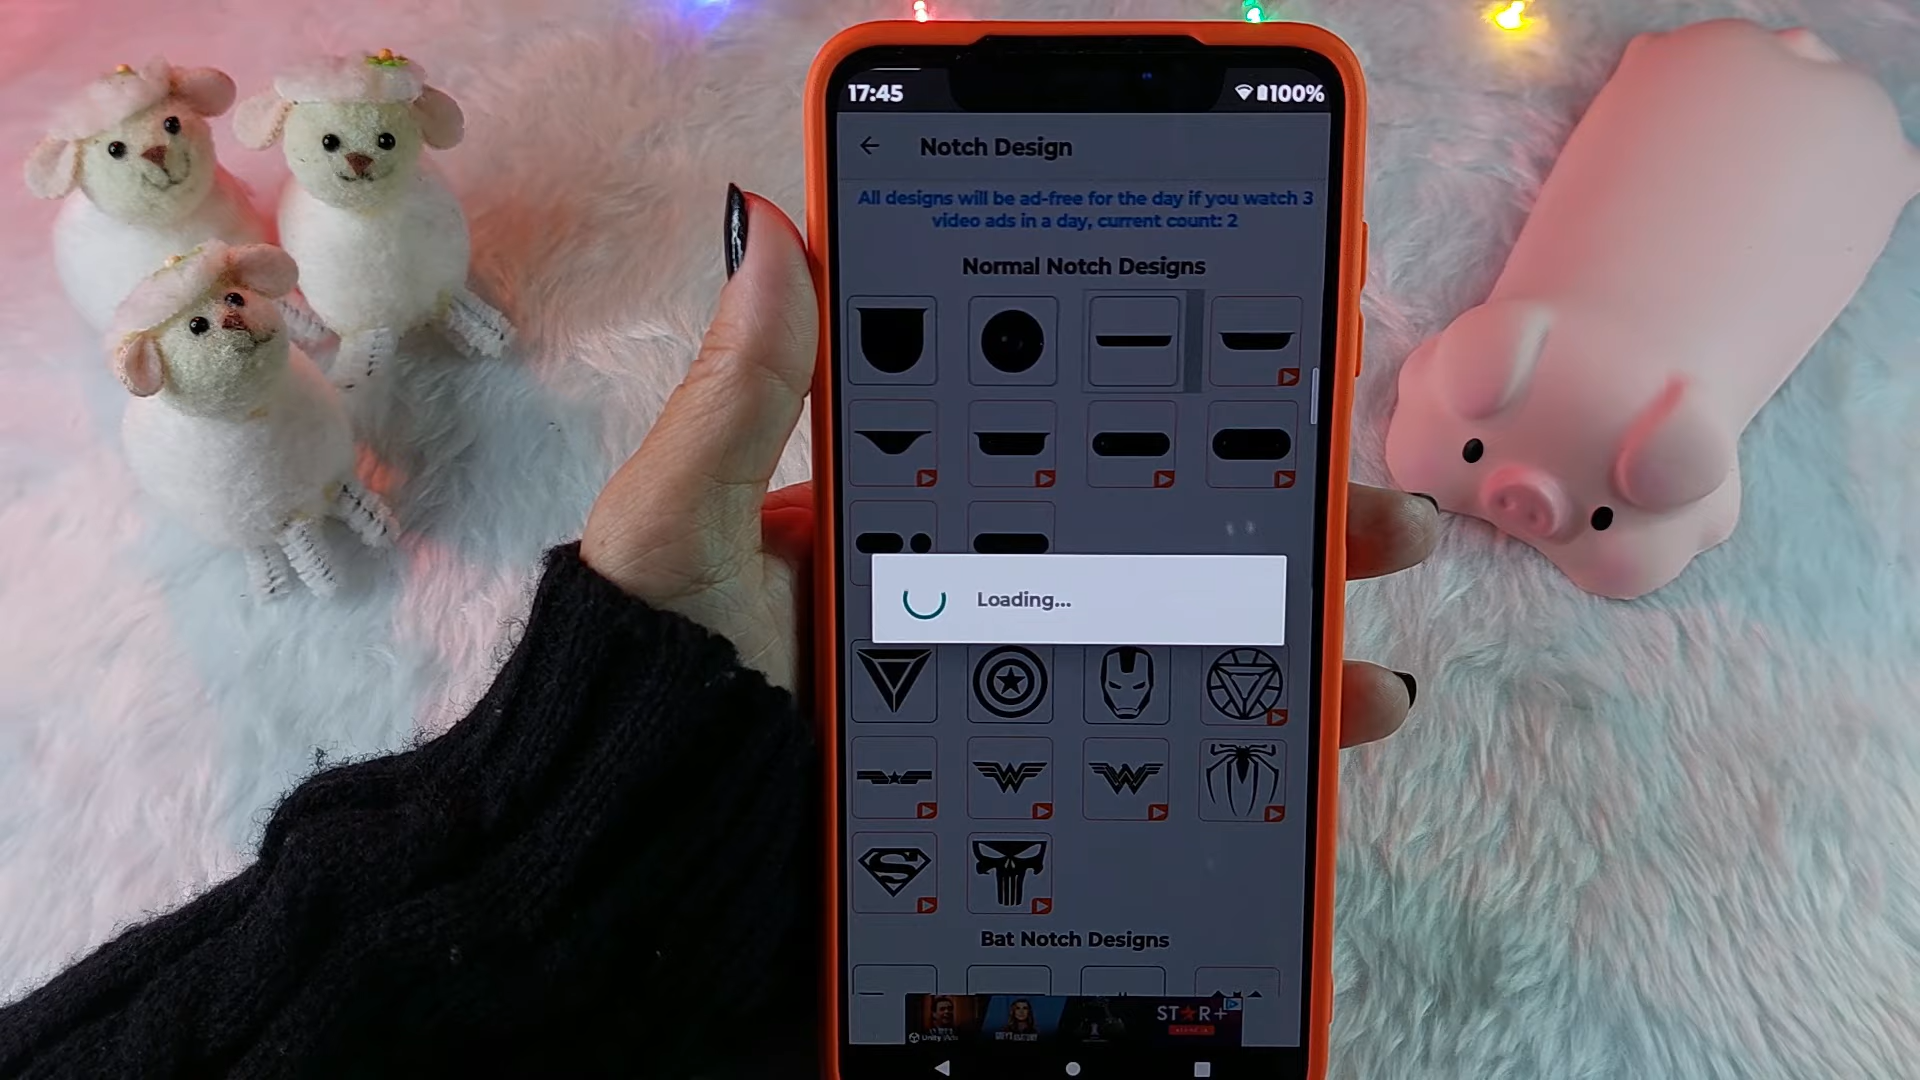 17:45
100%
Notch Design
All designs will be ad-free for the day if you watch 3
video ads in a day, current count: 2
Normal Notch Designs
Loading...
Bat Notch Designs
STAR+